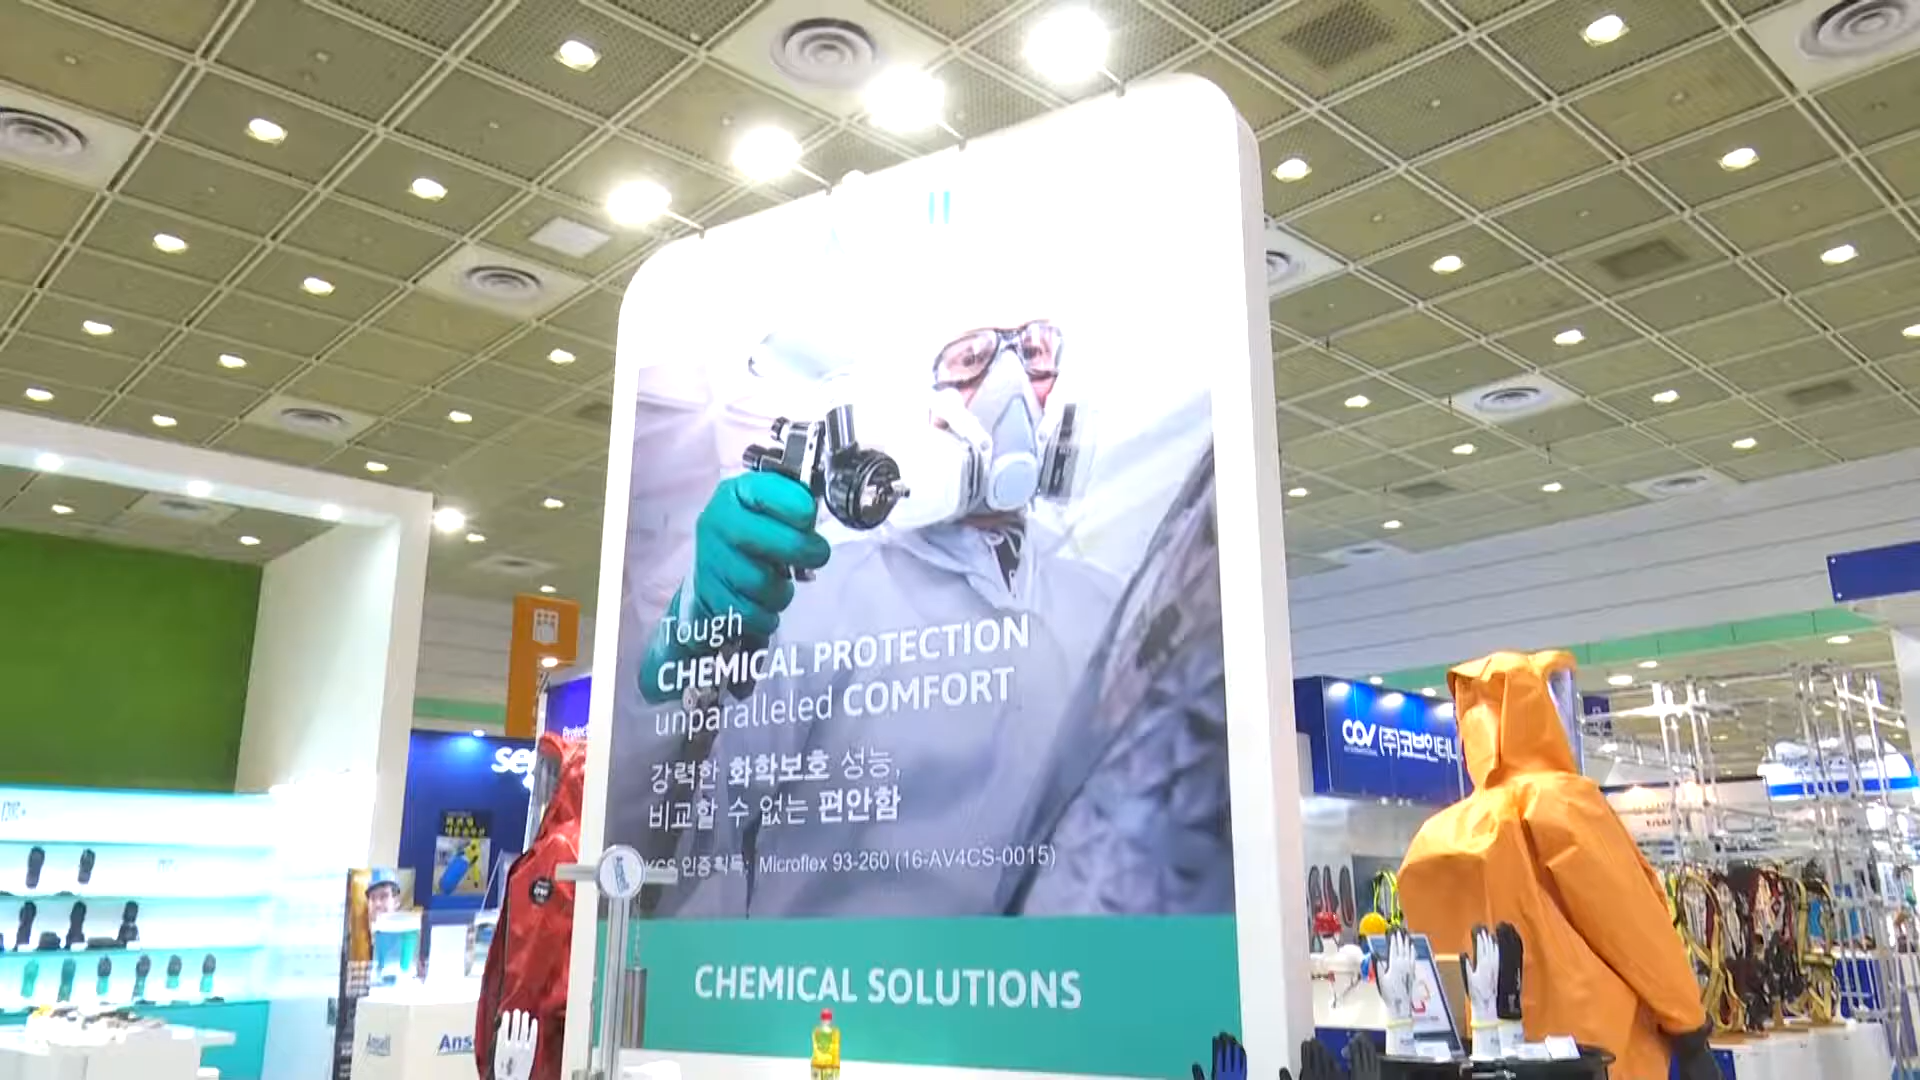 Tough
CHEMICAL PROTECTION
unparalleled COMFORT
강력한 화학보호 성능,
비교할 수 없는 편안함
KCS 인증획득: Microflex 93-260 (16-AV4CS-0015)
CHEMICAL SOLUTIONS
Ansell
Ansell
COV
(주)코브인터